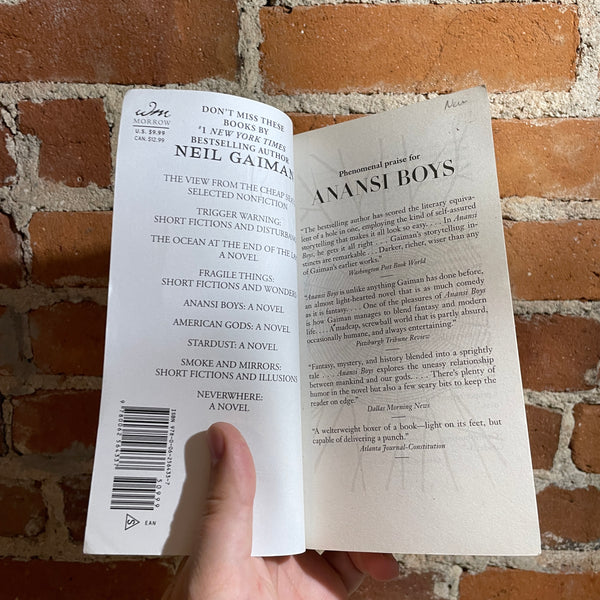 wm
MORROW
U.S. $9.99
CAN. $12.99
DON'T MISS THESE
BOOKS BY
#1 NEW YORK TIMES
BESTSELLING AUTHOR
NEIL GAIMAN
THE VIEW FROM THE CHEAP
SELECTED NONFICTION
TRIGGER WARNING:
SHORT FICTIONS AND
THE OCEAN AT THE END OF THE
A NOVEL
FRAGILE THINGS:
SHORT FICTIONS AND WONDERS
ANANSI BOYS: A NOVEL
AMERICAN GODS: A NOVEL
STARDUST: A NOVEL
SMOKE AND MIRRORS:
SHORT FICTIONS AND ILLUSIONS
NEVERWHERE:
A NOVEL
50999
EAN
New
Phenomenal praise for
ANANSI BOYS
"The bestselling author has scored the literary equiva-
lent of a hole in one, employing the kind of self-assured
storytelling that makes it all look so easy. . . . In Anansi
Boys, he gets it all right . . . . Gaiman's storytelling in-
stincts are remarkable. . . . Darker, richer, wiser than any
of Gaiman's earlier works."
Washington Post Book World
"Anansi Boys is unlike anything Gaiman has done before,
an almost light-hearted novel that is as much comedy
as it is fantasy. . . . One of the pleasures of Anansi Boys
is how Gaiman manages to blend fantasy and modern
life. . . . A madcap, screwball world that is partly absurd,
occasionally human, and always entertaining."
Pittsburgh Tribune Review
"Fantasy, mystery, and history blended into a sprightly
tale . . . . Anansi Boys explores the uneasy relationship
between mankind and our gods. . . . There's plenty of
humor in the novel but also a few scary bits to keep the
reader on edge."
Dallas Morning News
"A welterweight boxer of a book—light on its feet, but
capable of delivering a punch."
Atlanta Journal-Constitution